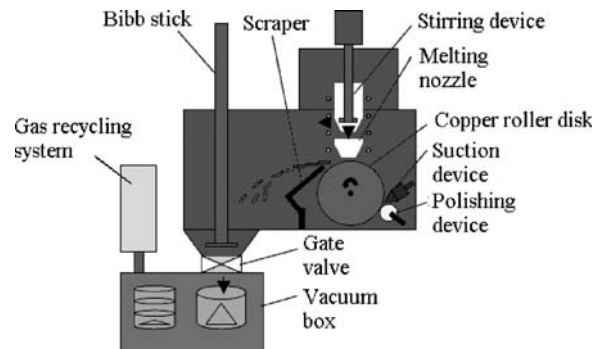 Bibb stick
Scraper
Stirring device
Melting
nozzle
Copper roller disk
Suction
device
Polishing
device
Gas recycling
system
Gate
valve
Vacuum
box